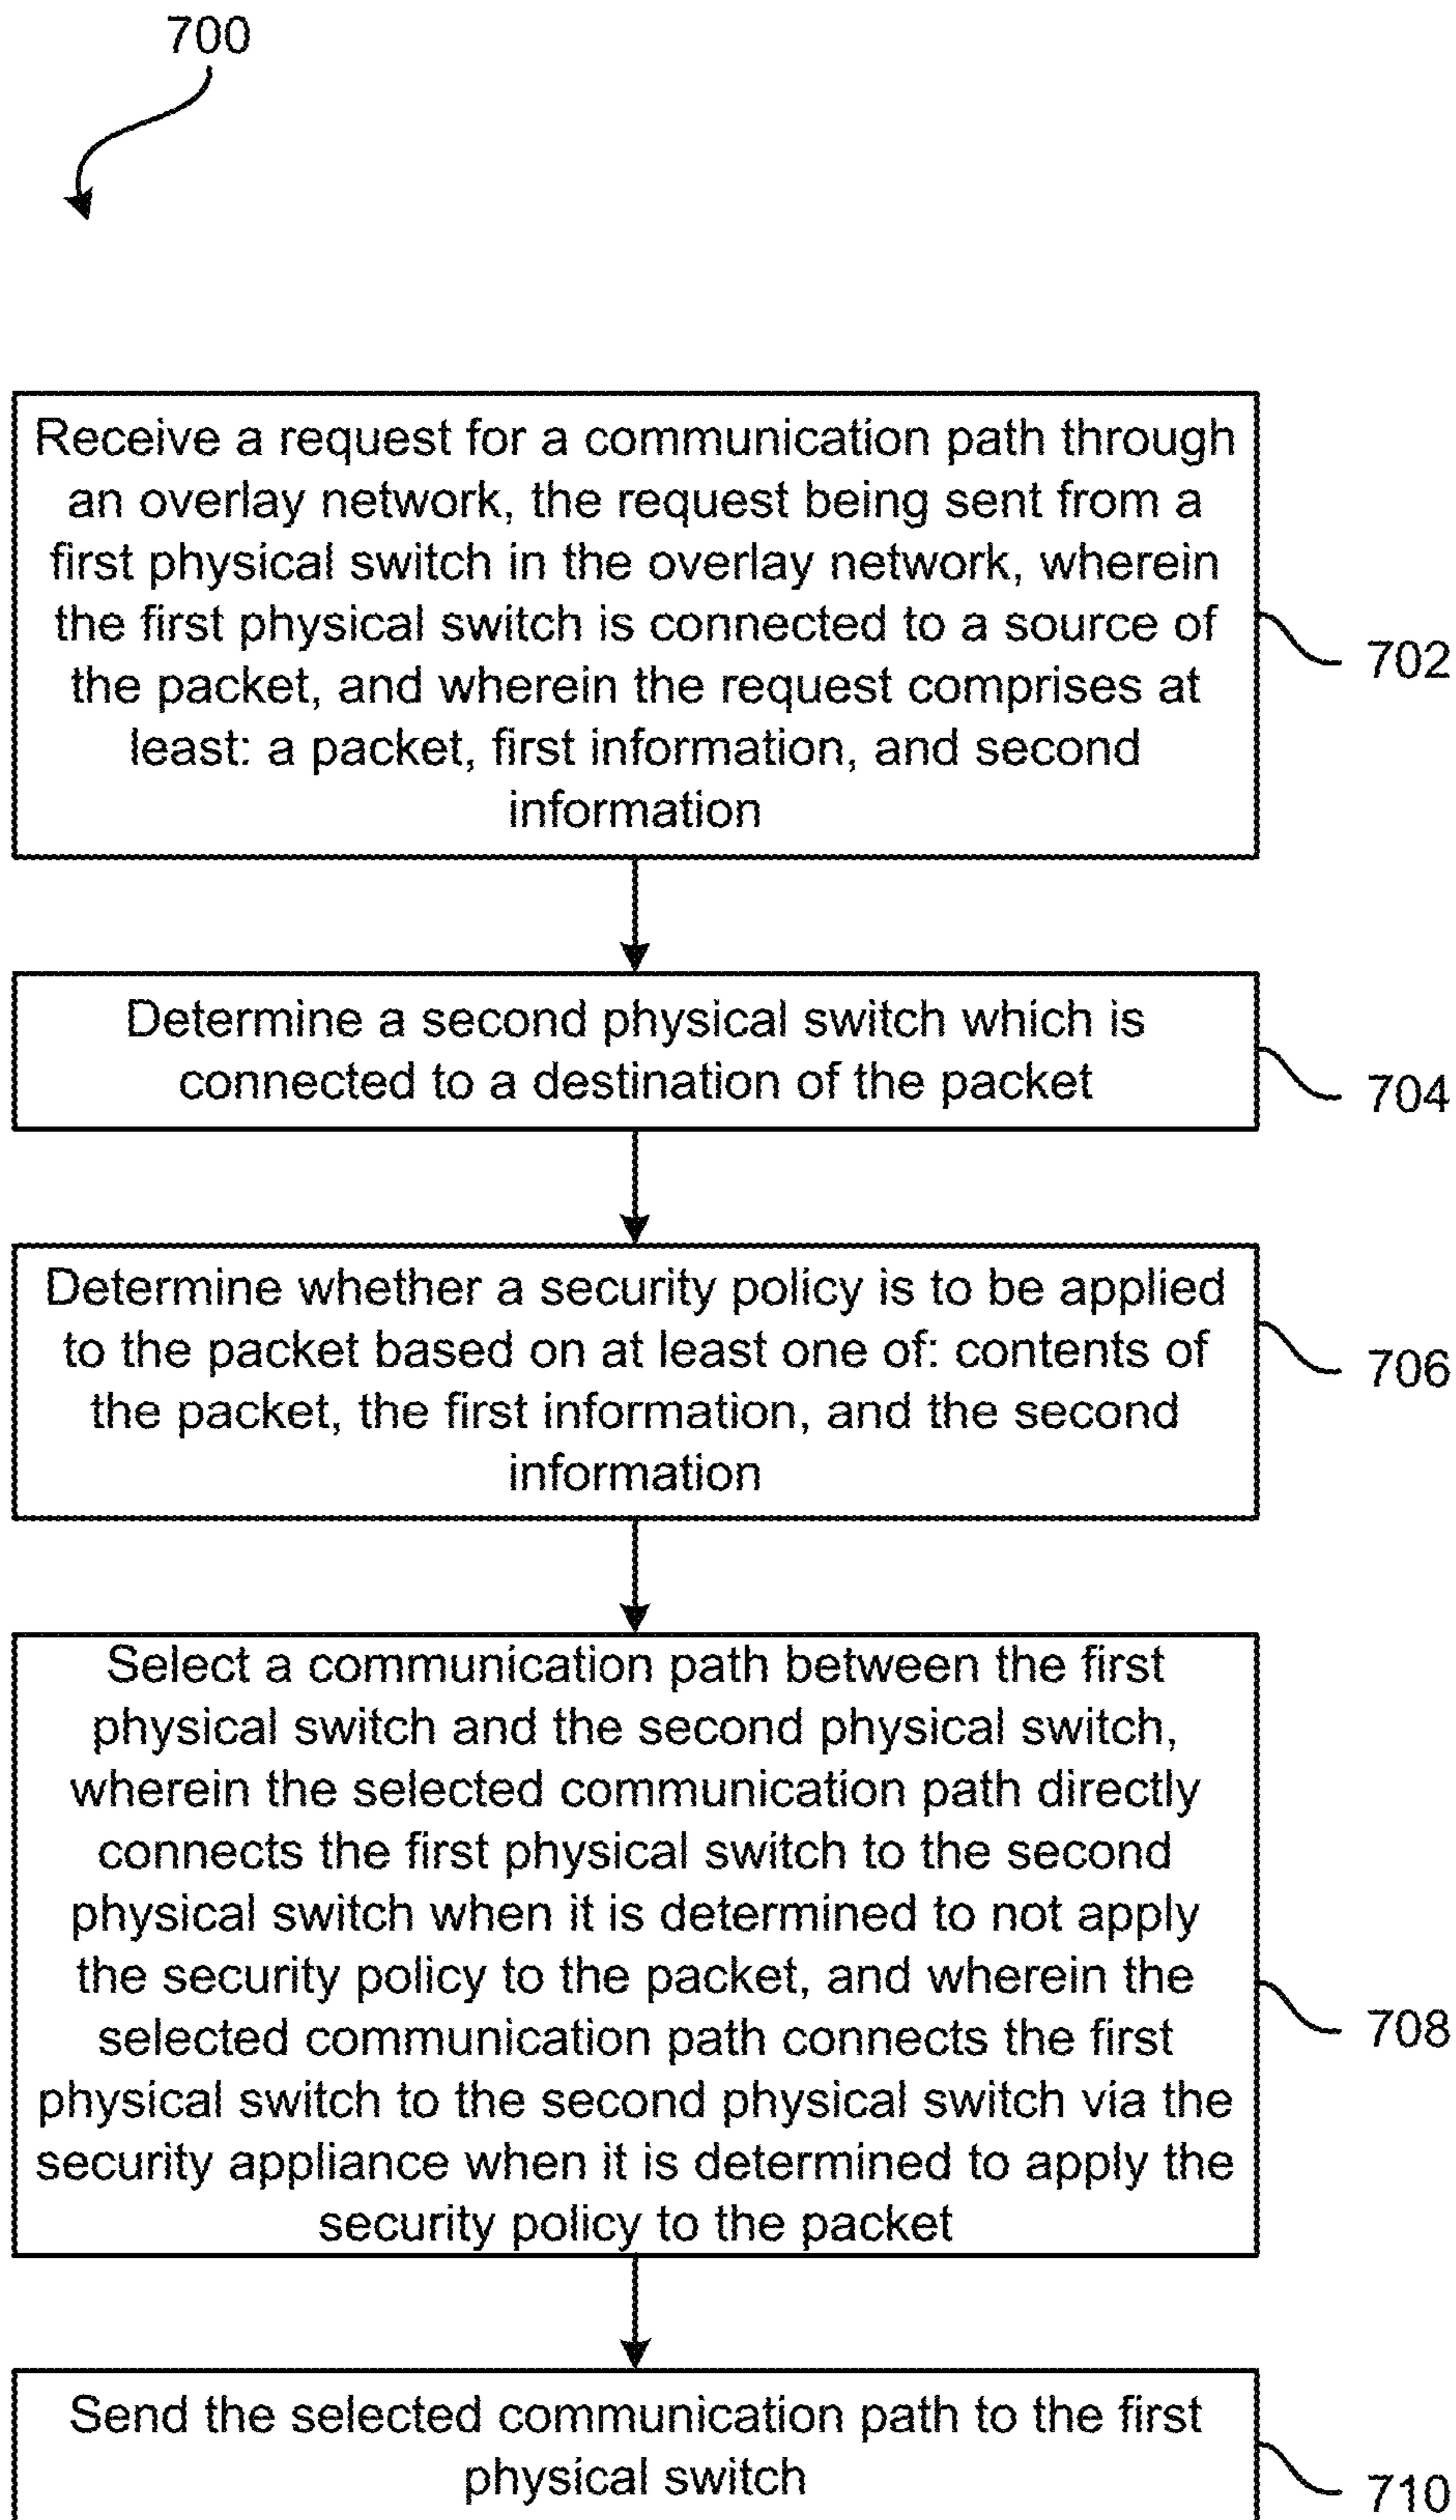 700
Receive a request for a communication path through
an overlay network, the request being sent from a
first physical switch in the overlay network, wherein
the first physical switch is connected to a source of
the packet, and wherein the request comprises at
least: a packet, first information, and second
information
702
Determine a second physical switch which is
connected to a destination of the packet
704
Determine whether a security policy is to be applied
to the packet based on at least one of: contents of
the packet, the first information, and the second
information
706
Select a communication path between the first
physical switch and the second physical switch,
wherein the selected communication path directly
connects the first physical switch to the second
physical switch when it is determined to not apply
the security policy to the packet, and wherein the
selected communication path connects the first
physical switch to the second physical switch via the
security appliance when it is determined to apply the
security policy to the packet
708
Send the selected communication path to the first
physical switch
710